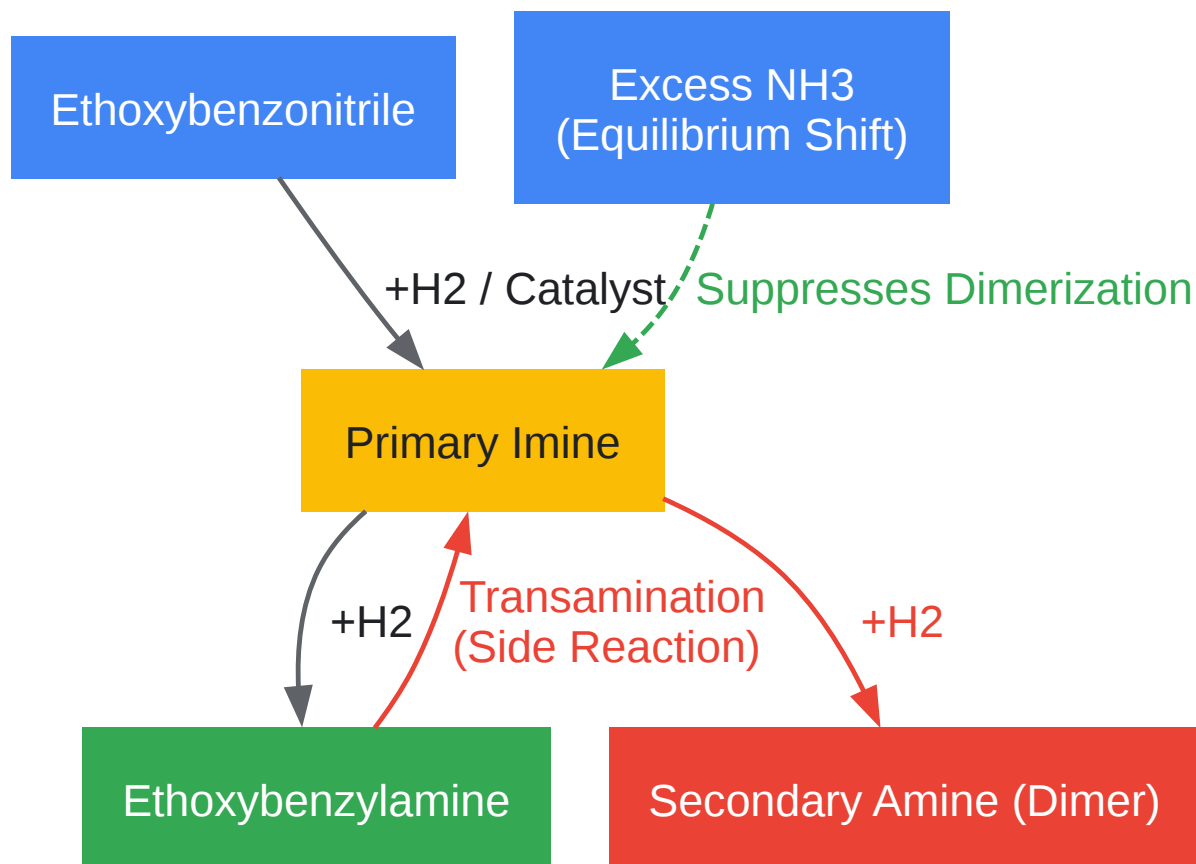 Ethoxybenzonitrile
Excess NH3
(Equilibrium Shift)
+H2 / Catalyst
Suppresses Dimerization
Primary Imine
+H2
Transamination
(Side Reaction)
+H2
Ethoxybenzylamine
Secondary Amine (Dimer)